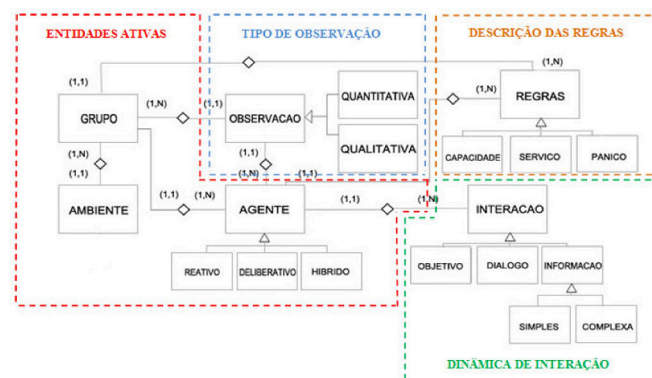 ENTIDADES ATIVAS
TIPO DE OBSERVAÇÃO
DESCRIÇÃO DAS REGRAS
(1,1)
(1,N)
(1,N)
(1,1)
(1,N)
GRUPO
OBSERVACAO
QUANTITATIVA
QUALITATIVA
REGRAS
CAPACIDADE
SERVICO
PANICO
(1,N)
(1,1)
(1,1)
(1,N)
(1,1)
(1,1)
(1,N)
(1,1)
(1,N)
AMBIENTE
AGENTE
INTERACAO
REATIVO
DELIBERATIVO
HIBRIDO
OBJETIVO
DIALOGO
INFORMACAO
SIMPLES
COMPLEXA
DINÂMICA DE INTERAÇÃO